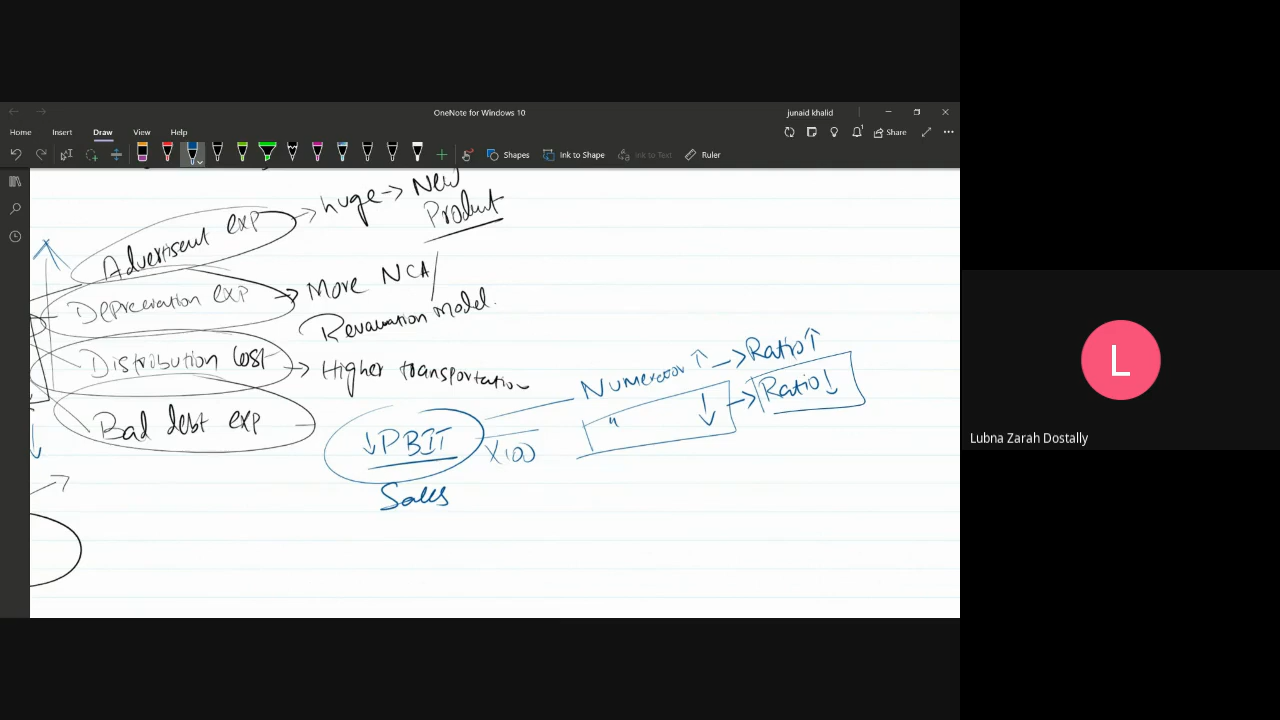 OneNote for Windows 10
junaid khalid
Home Insert Draw View Help
Share
Shapes Ink to Shape Ink to Text Ruler
Advertisent exp → huge → New
Product
Depreciation exp → More NCA/
Revaluation model.
Distribution Cost → Higher transportation
Bad debt exp
↓PBIT
Sales
X100
Numerator ↑ → Ratio↑
" ↓ → Ratio↓
L
Lubna Zarah Dostally